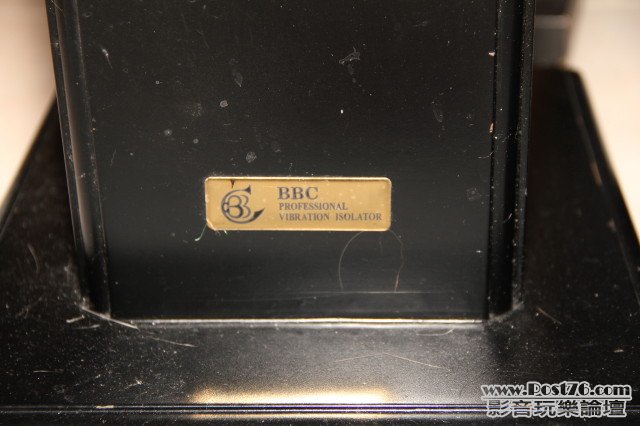 BBC
PROFESSIONAL
VIBRATION ISOLATOR
www.Post76.com
影音玩樂論壇